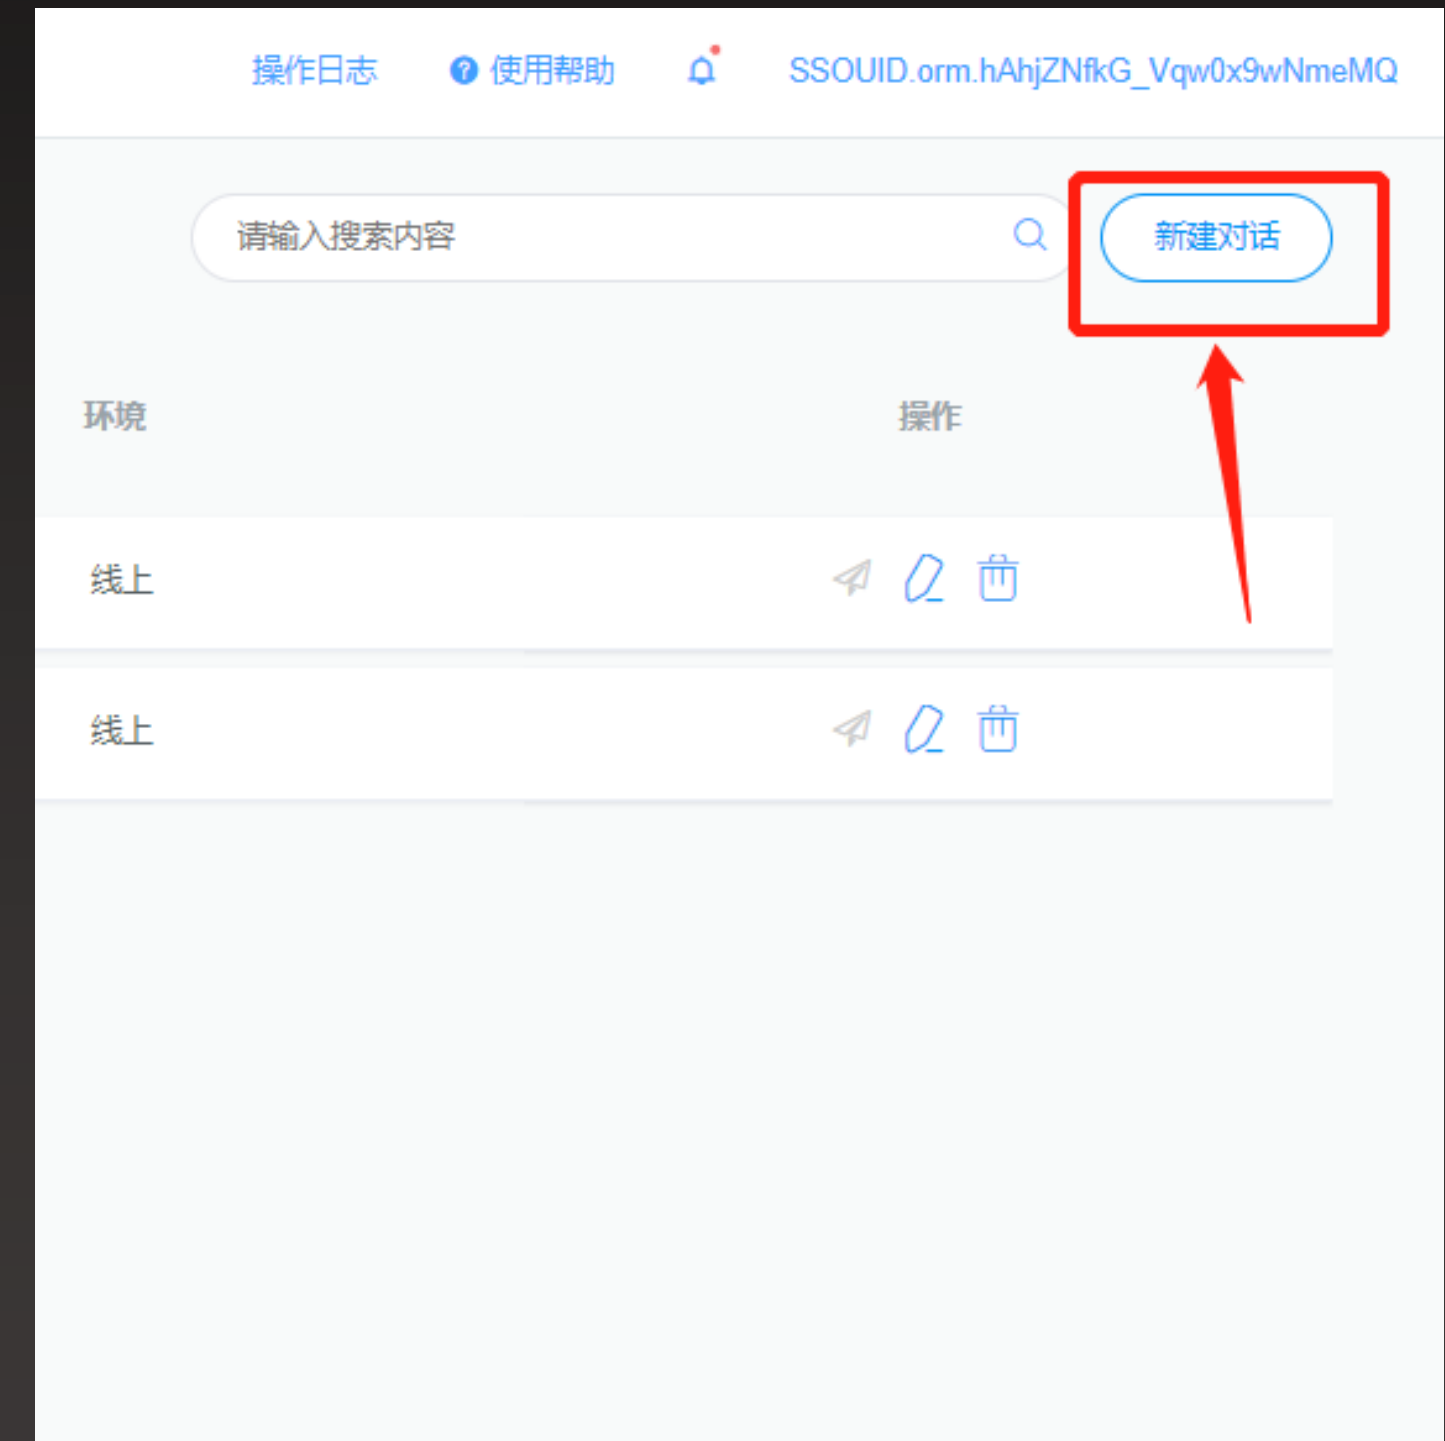 操作日志 使用帮助 SSOUID.orm.hAhjZNfkG_Vqw0x9wNmeMQ
请输入搜索内容 新建对话
环境 操作
线上
线上